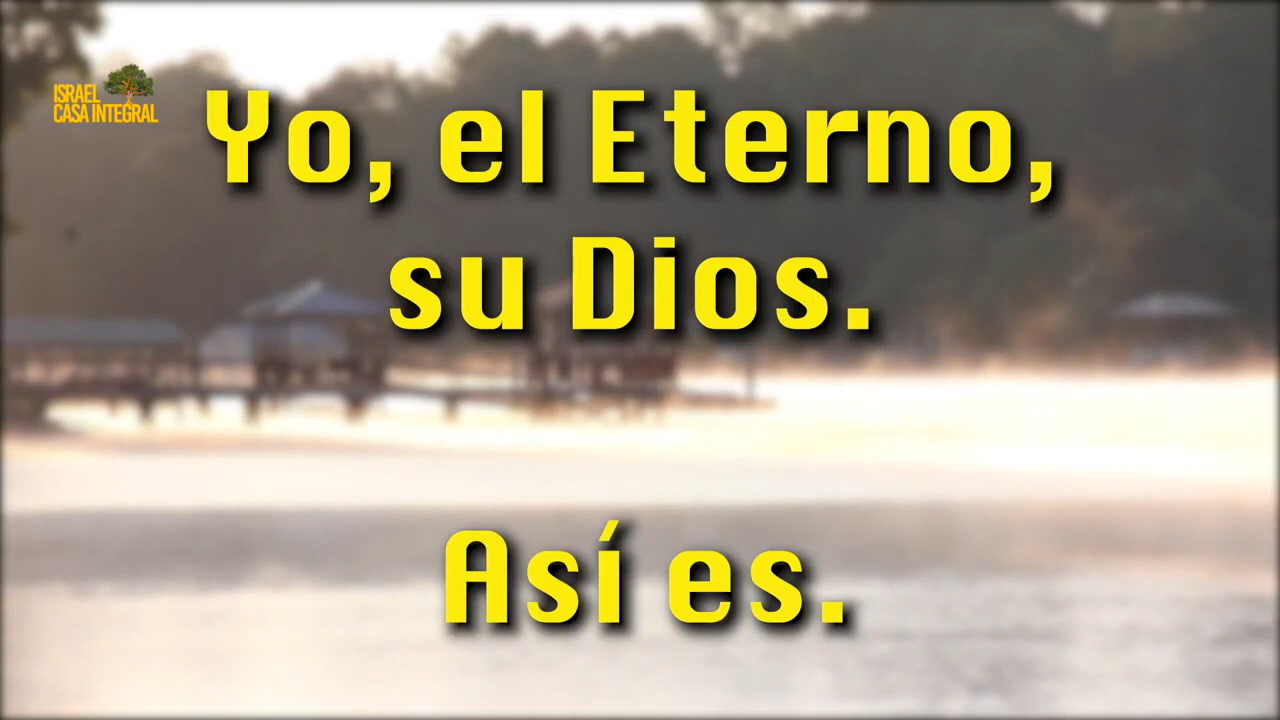 ISRAEL
CASA INTEGRAL
Yo, el Eterno,
su Dios.
Así es.